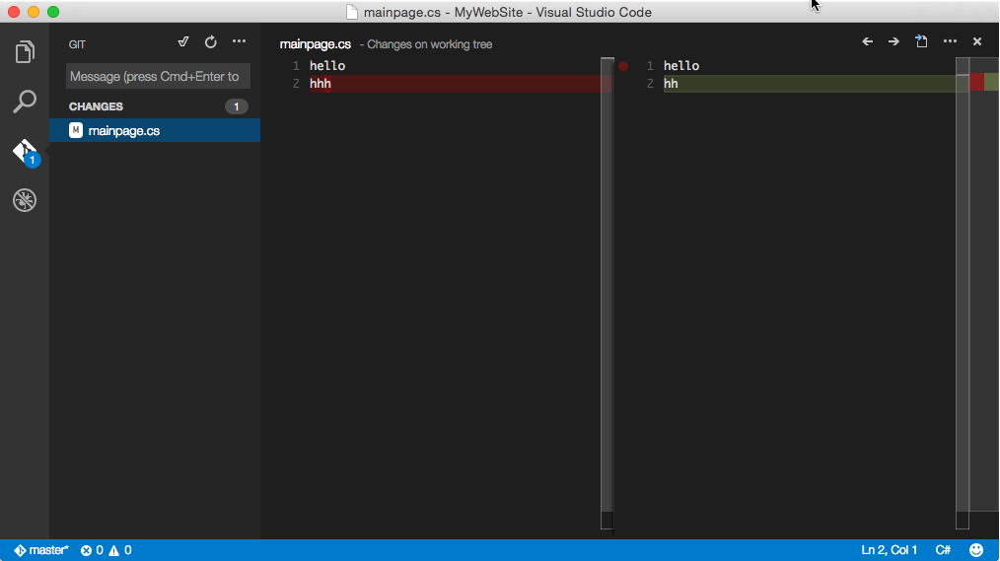 mainpage.cs - MyWebSite - Visual Studio Code
GIT
Message (press Cmd+Enter to
CHANGES 1
M mainpage.cs
1
mainpage.cs - Changes on working tree
1 hello
2 hhh
1 hello
2 hh
master* 0 0
Ln 2, Col 1 C#